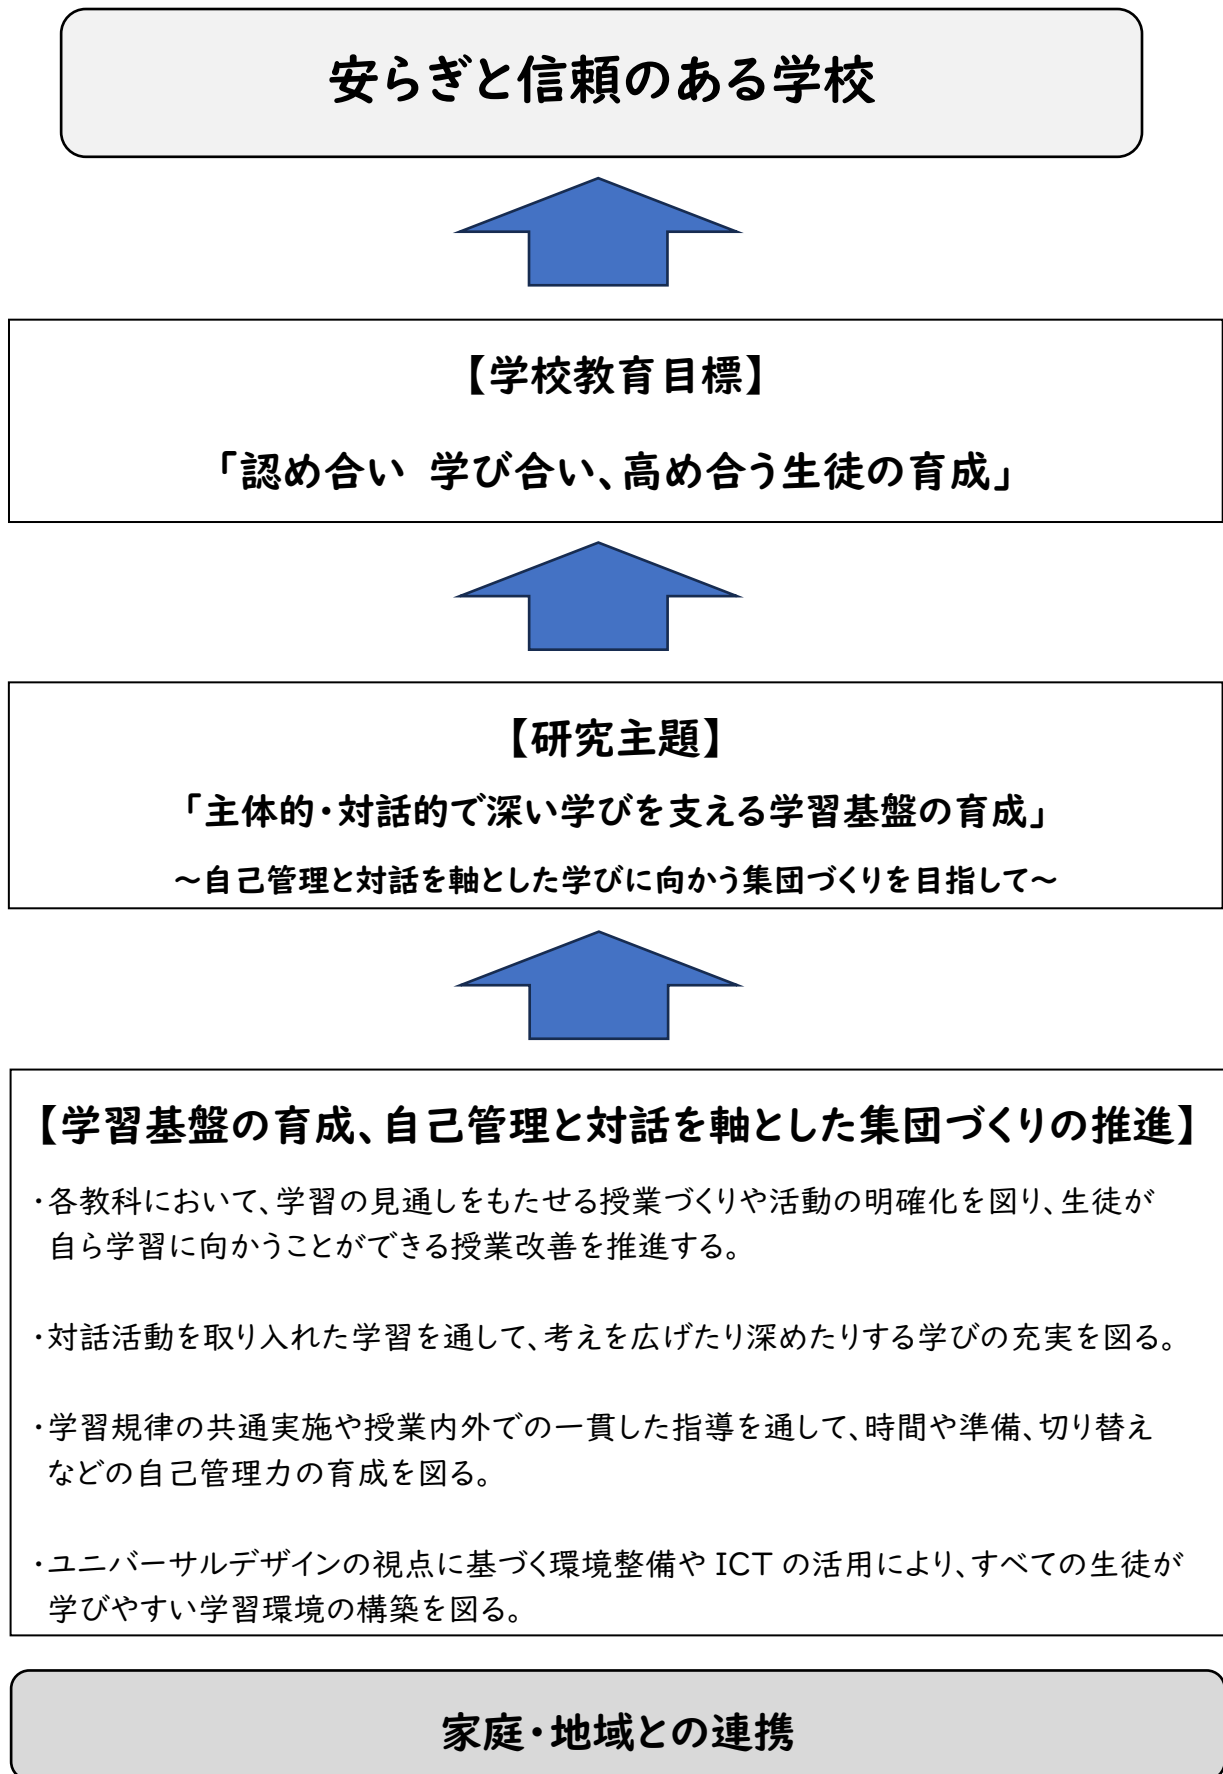 安らぎと信頼のある学校
【学校教育目標】
「認め合い 学び合い、高め合う生徒の育成」
【研究主題】
「主体的・対話的で深い学びを支える学習基盤の育成」
～自己管理と対話を軸とした学びに向かう集団づくりを目指して～
【学習基盤の育成、自己管理と対話を軸とした集団づくりの推進】
・各教科において、学習の見通しをもたせる授業づくりや活動の明確化を図り、生徒が
自ら学習に向かうことができる授業改善を推進する。
・対話活動を取り入れた学習を通して、考えを広げたり深めたりする学びの充実を図る。
・学習規律の共通実施や授業内外での一貫した指導を通して、時間や準備、切り替え
などの自己管理力の育成を図る。
・ユニバーサルデザインの視点に基づく環境整備や ICT の活用により、すべての生徒が
学びやすい学習環境の構築を図る。
家庭・地域との連携